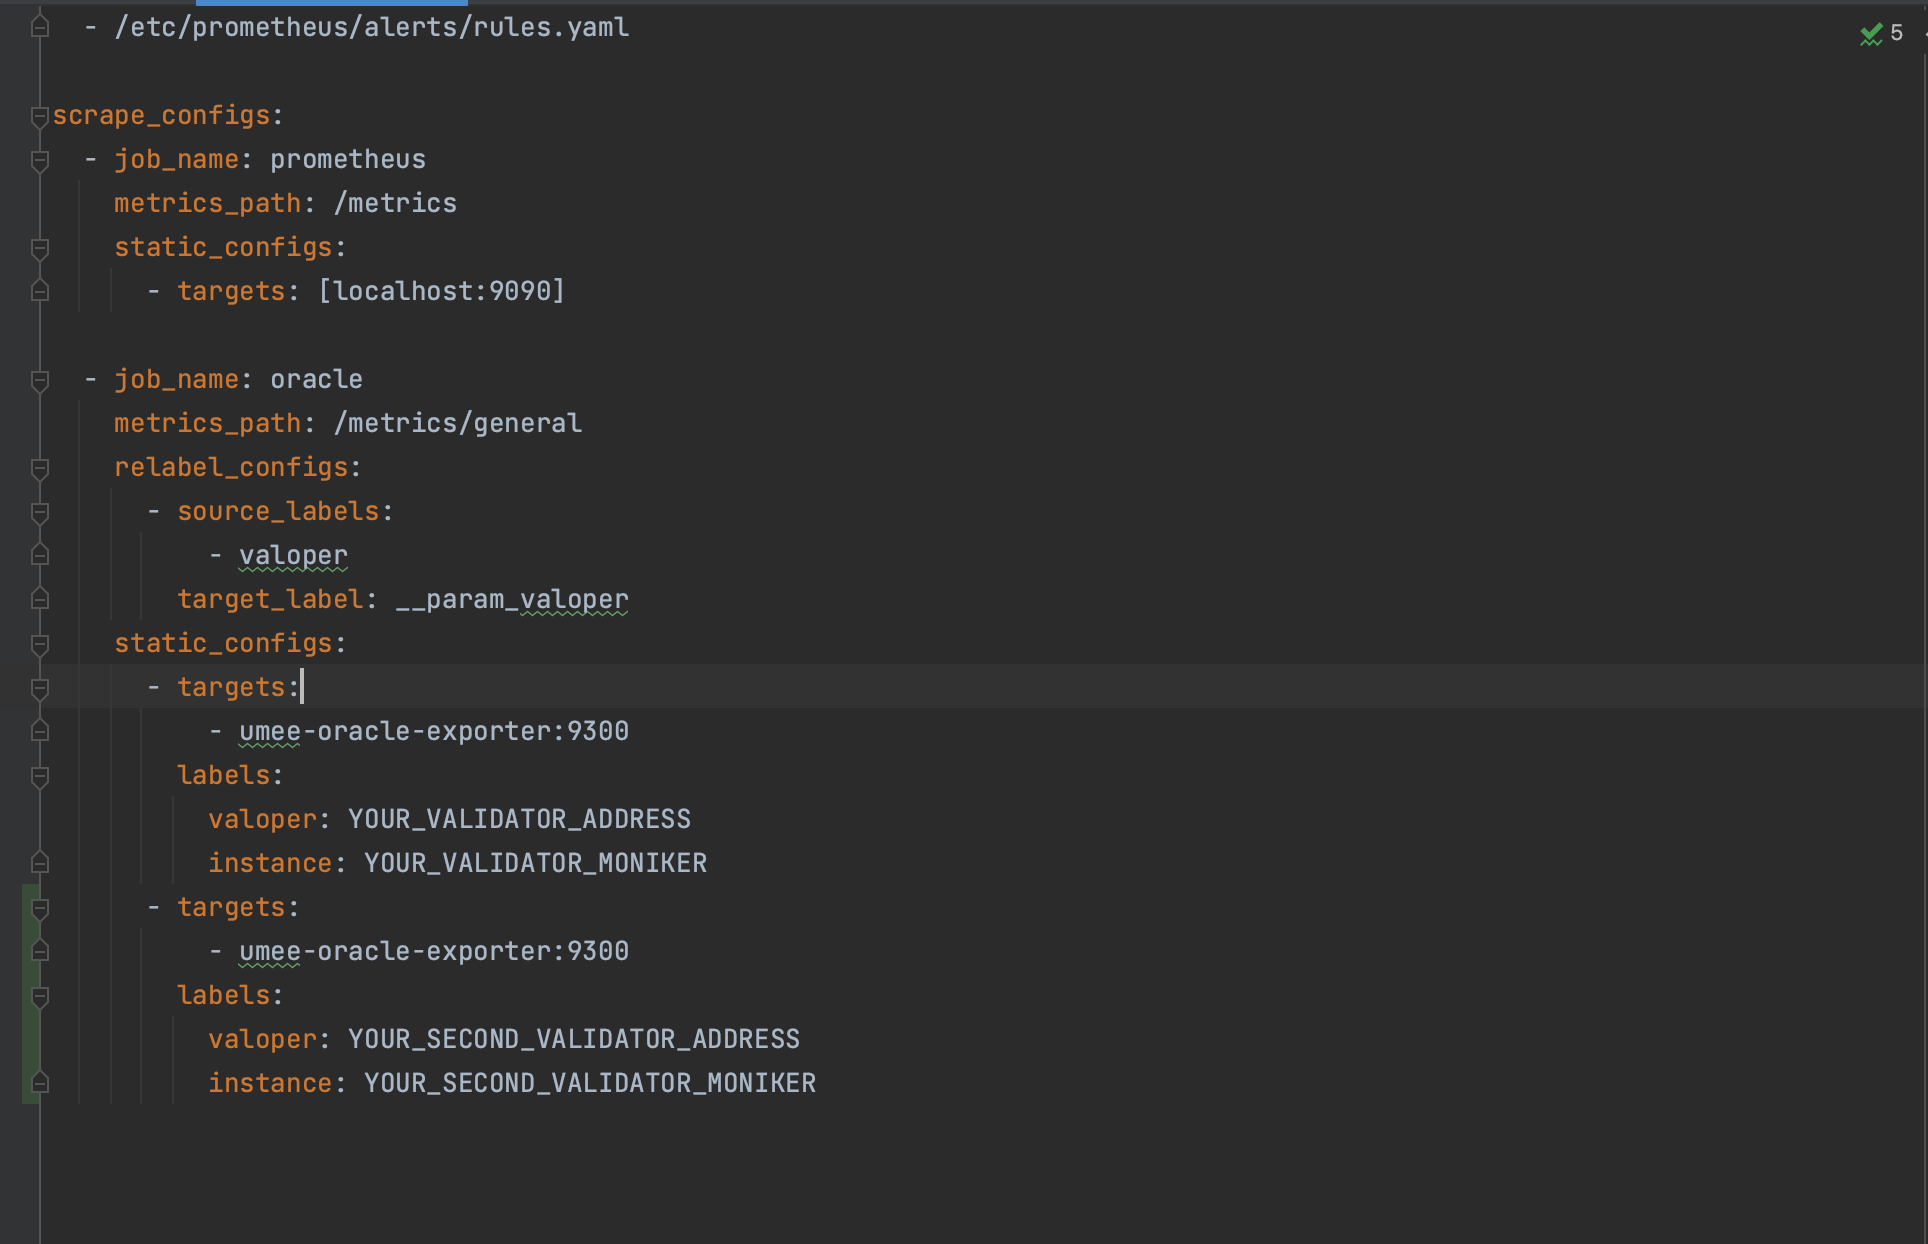 - /etc/prometheus/alerts/rules.yaml
5
scrape_configs:
- job_name: prometheus
metrics_path: /metrics
static_configs:
- targets: [localhost:9090]
- job_name: oracle
metrics_path: /metrics/general
relabel_configs:
- source_labels:
- valoper
target_label: __param_valoper
static_configs:
- targets:
- umee-oracle-exporter:9300
labels:
valoper: YOUR_VALIDATOR_ADDRESS
instance: YOUR_VALIDATOR_MONIKER
- targets:
- umee-oracle-exporter:9300
labels:
valoper: YOUR_SECOND_VALIDATOR_ADDRESS
instance: YOUR_SECOND_VALIDATOR_MONIKER